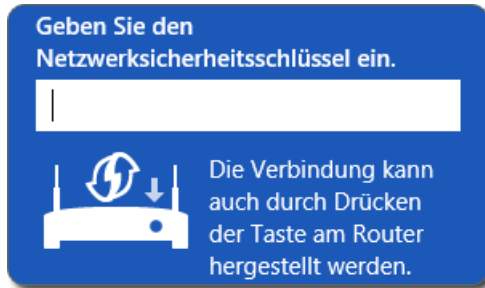 Geben Sie den
Netzwerksicherheitsschlüssel ein.
Die Verbindung kann
auch durch Drücken
der Taste am Router
hergestellt werden.